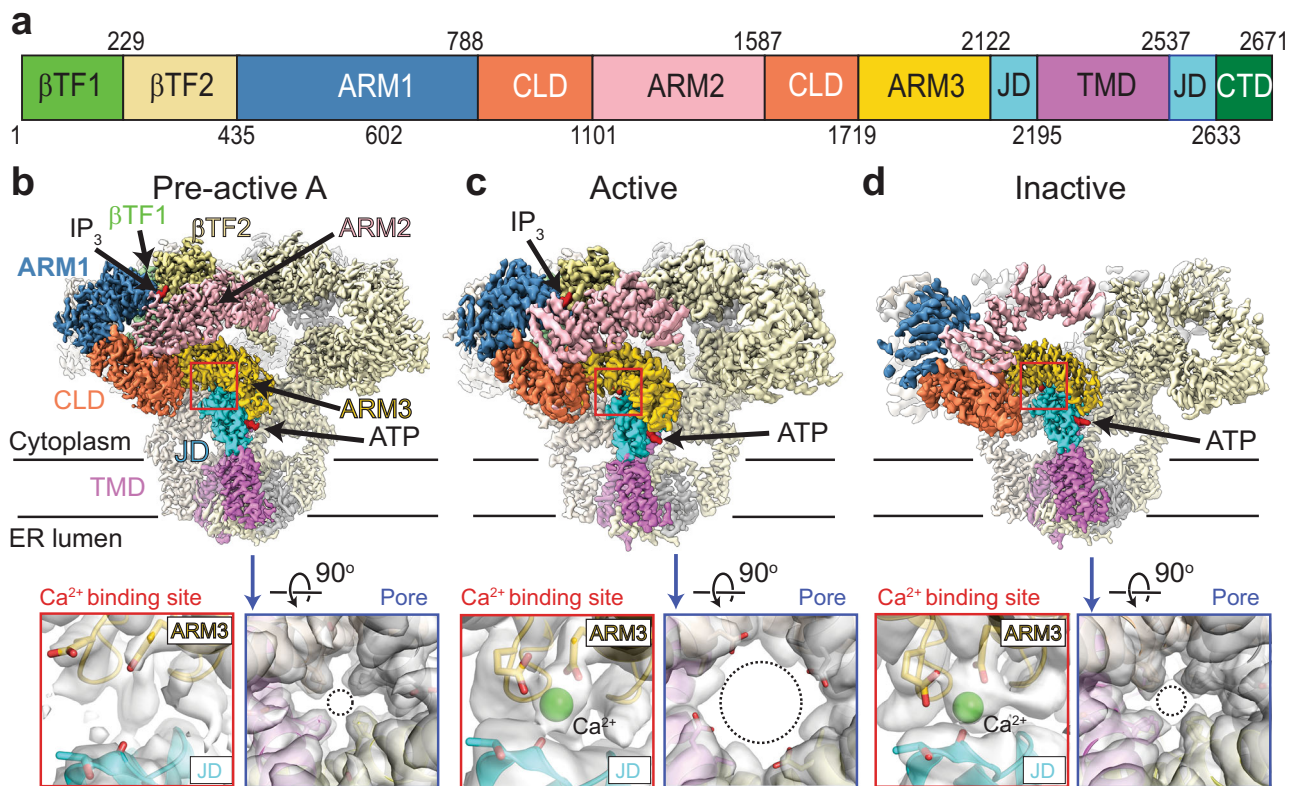 a
229 788 1587 2122 2537 2671
βTF1 βTF2 ARM1 CLD ARM2 CLD ARM3 JD TMD JD CTD
1 435 602 1101 1719 2195 2633
b Pre-active A
IP3
βTF1
βTF2
ARM2
ARM1
CLD
ARM3
ATP
Cytoplasm
JD
TMD
ER lumen
c Active
IP3
ATP
d Inactive
ATP
90o
Ca2+ binding site
Pore
ARM3
JD
90o
Ca2+ binding site
Pore
ARM3
Ca2+
JD
90o
Ca2+ binding site
Pore
ARM3
Ca2+
JD